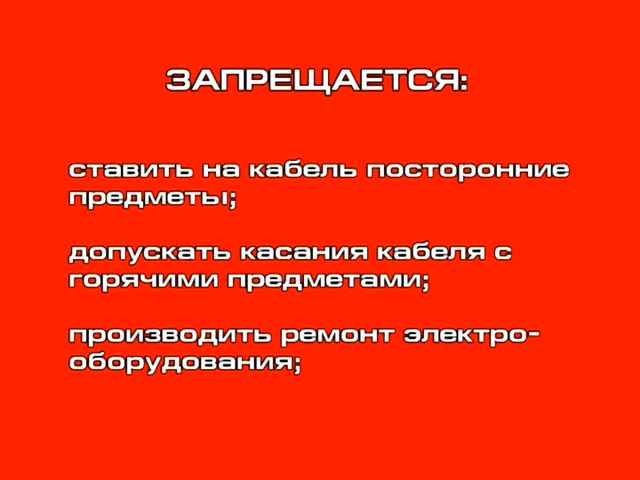 ЗАПРЕЩАЕТСЯ:
ставить на кабель посторонние
предметы;
допускать касания кабеля с
горячими предметами;
производить ремонт электро-
оборудования;